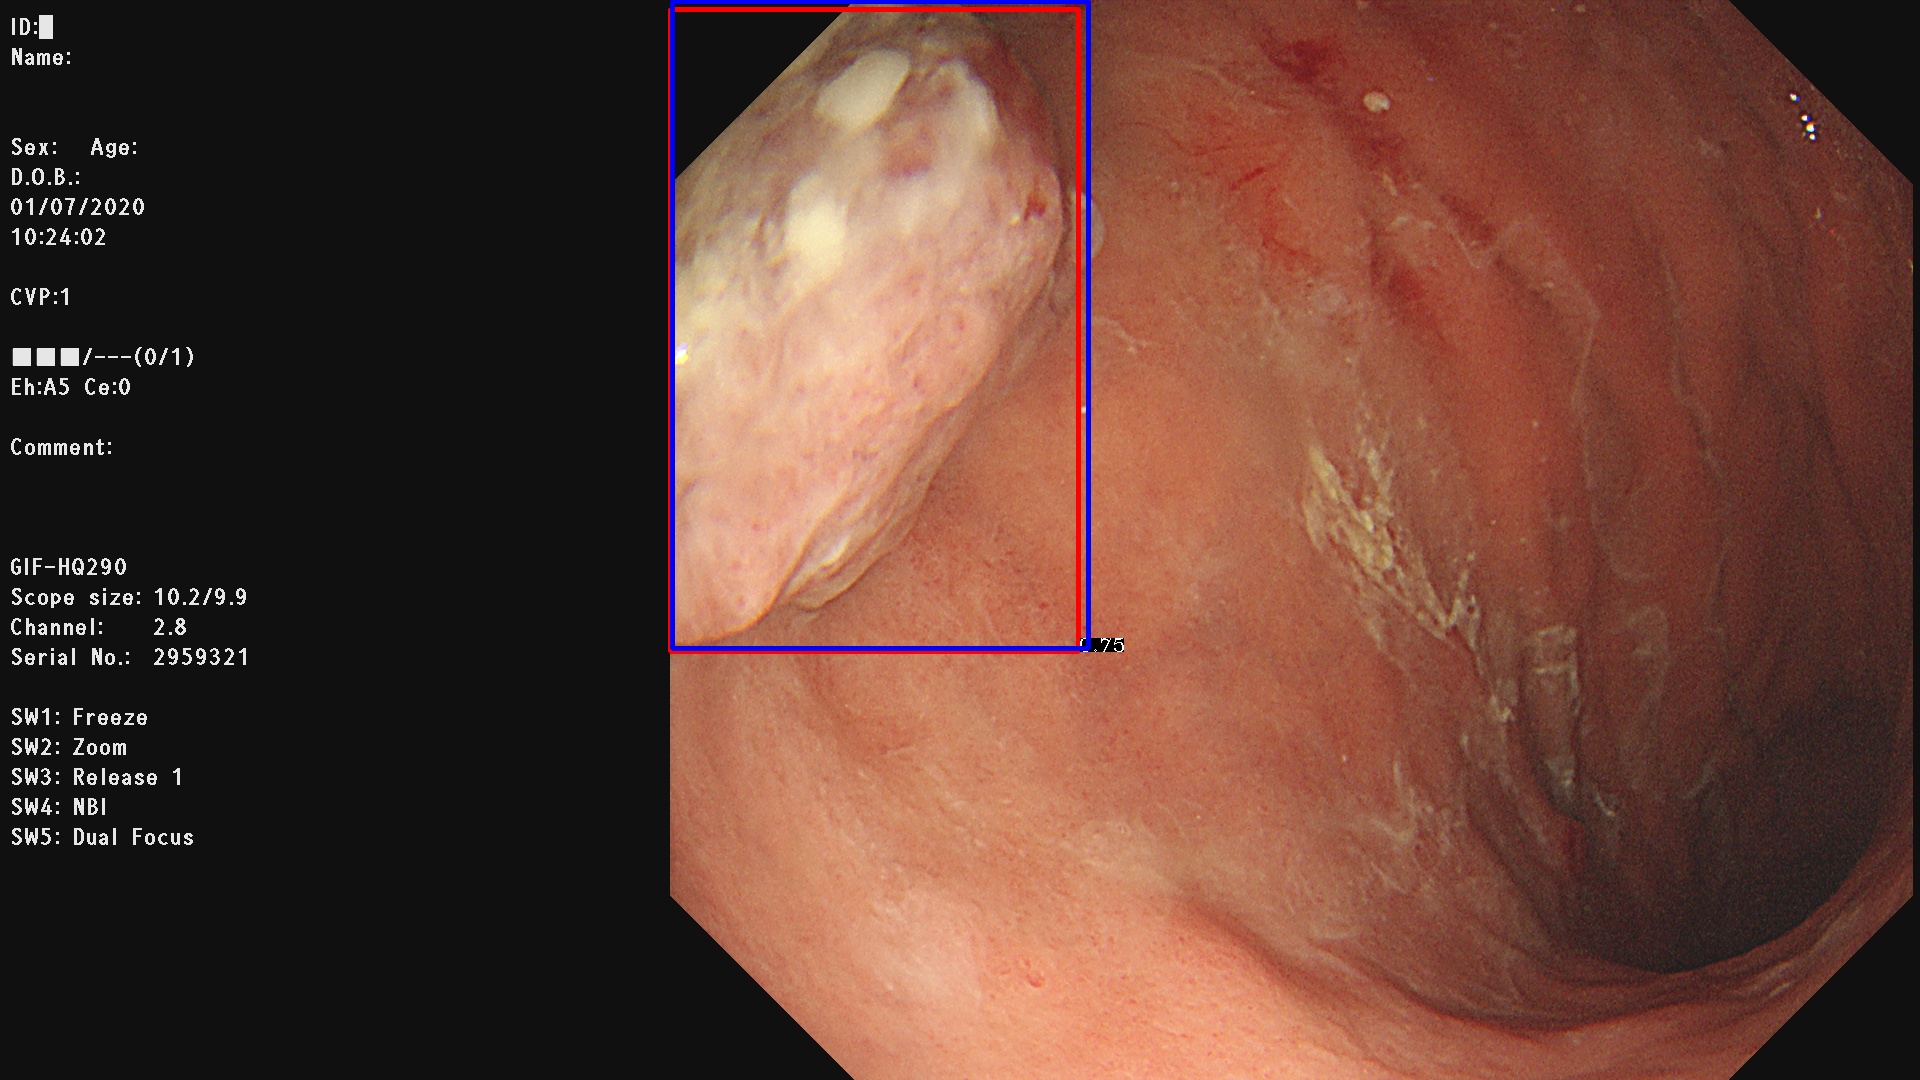 ID:
Name:
Sex: Age:
D.O.B.:
01/07/2020
10:24:02
CVP:1
■■■/---(0/1)
Eh:A5 Ce:0
Comment:
GIF-HQ290
Scope size: 10.2/9.9
Channel: 2.8
Serial No.: 2959321
SW1: Freeze
SW2: Zoom
SW3: Release 1
SW4: NBI
SW5: Dual Focus